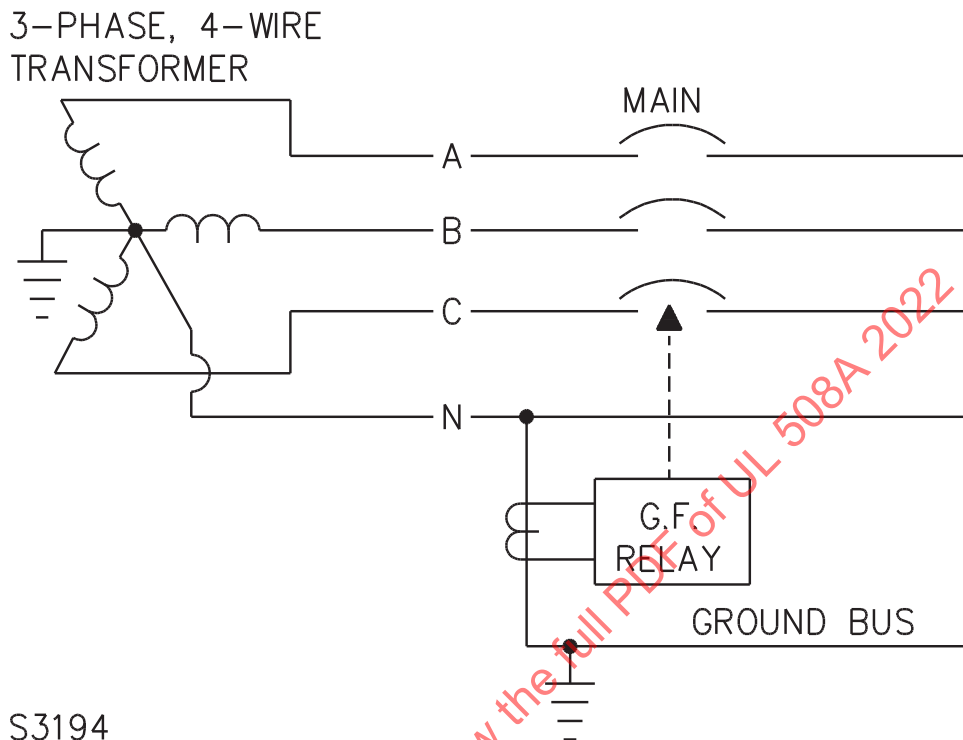 3-PHASE, 4-WIRE
TRANSFORMER
MAIN
A
B
C
N
G.F.
RELAY
GROUND BUS
S3194
w the full PDF of UL 508A 2022